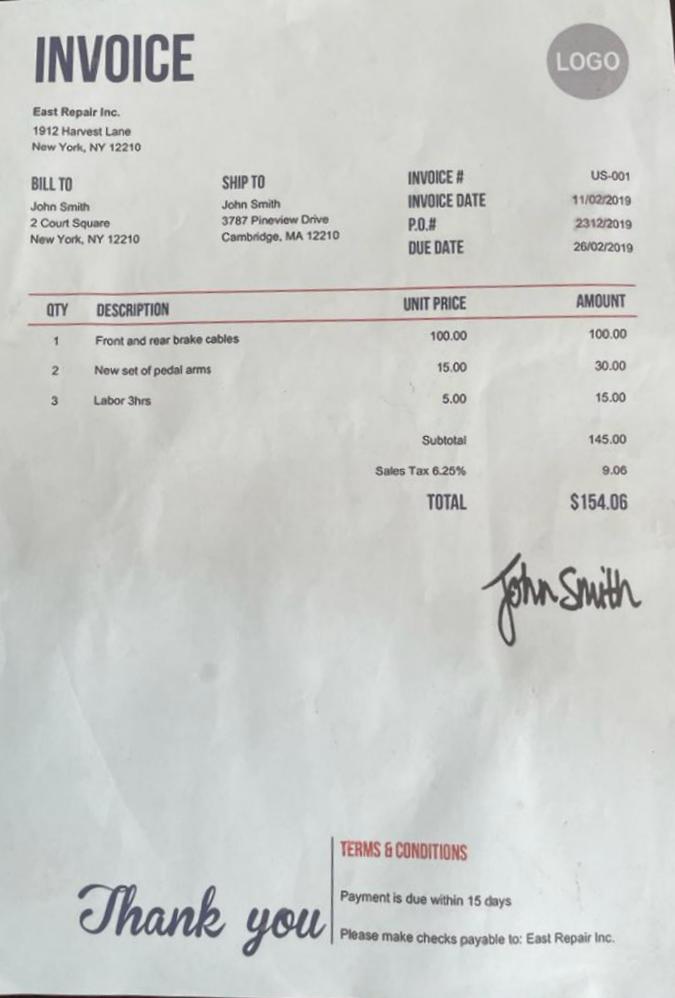 INVOICE
LOGO
East Repair Inc.
1912 Harvest Lane
New York, NY 12210
BILL TO
John Smith
2 Court Square
New York, NY 12210
SHIP TO
John Smith
3787 Pineview Drive
Cambridge, MA 12210
INVOICE # US-001
INVOICE DATE 11/02/2019
P.O.# 2312/2019
DUE DATE 26/02/2019
QTY DESCRIPTION UNIT PRICE AMOUNT
1 Front and rear brake cables 100.00 100.00
2 New set of pedal arms 15.00 30.00
3 Labor 3hrs 5.00 15.00
Subtotal 145.00
Sales Tax 6.25% 9.06
TOTAL $154.06
John Smith
Thank you
TERMS & CONDITIONS
Payment is due within 15 days
Please make checks payable to: East Repair Inc.